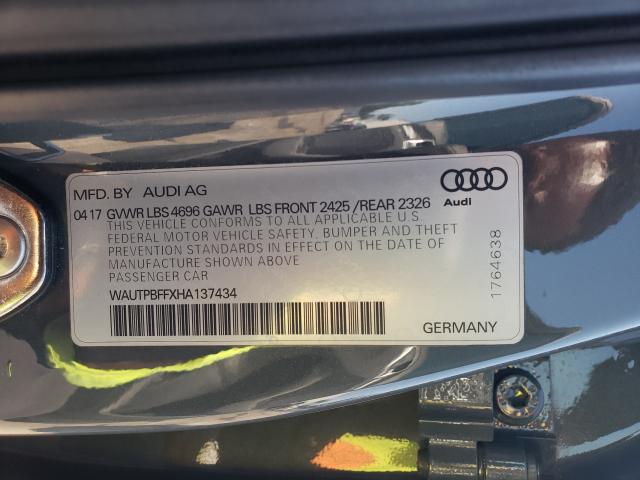 MFD. BY AUDI AG
Audi
04 17 GVWR LBS 4696 GAWR LBS FRONT 2425 /REAR 2326
THIS VEHICLE CONFORMS TO ALL APPLICABLE U.S.
FEDERAL MOTOR VEHICLE SAFETY, BUMPER AND THEFT
PREVENTION STANDARDS IN EFFECT ON THE DATE OF
MANUFACTURE SHOWN ABOVE
PASSENGER CAR
WAUTPBFFXHA137434
GERMANY
1764638